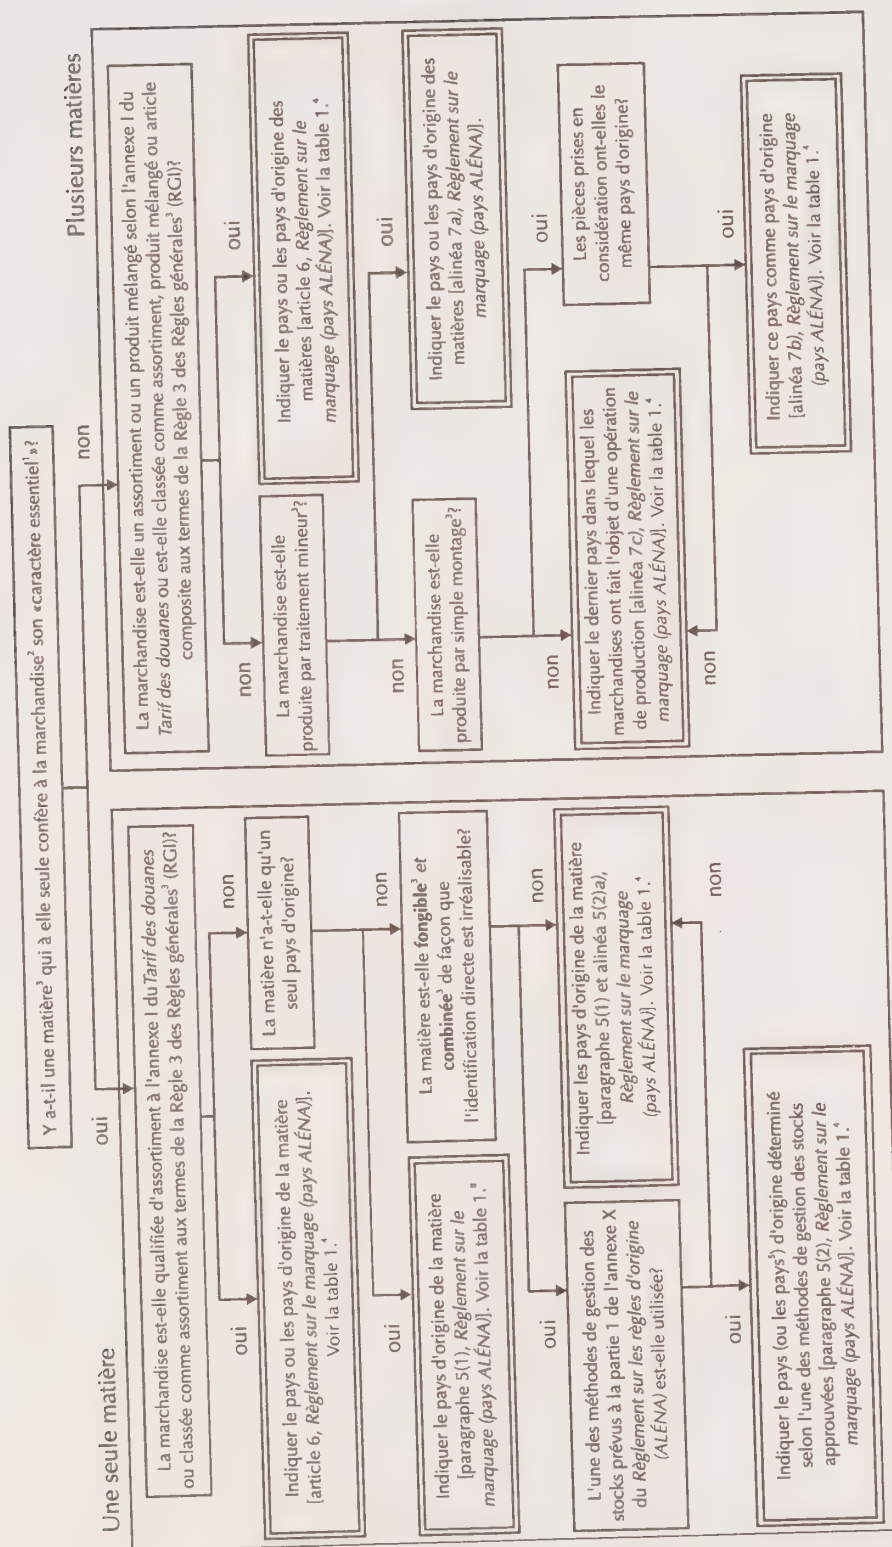 Y a-t-il une matière³ qui à elle seule confère à la marchandise² son «caractère essentiel¹»?
oui
non
Une seule matière
La marchandise est-elle qualifiée d'assortiment à l'annexe I du Tarif des douanes
ou classée comme assortiment aux termes de la Règle 3 des Règles générales³ (RGI)?
oui
non
Indiquer le pays ou les pays d'origine de la matière
[article 6, Règlement sur le marquage (pays ALÉNA)].
Voir la table 1.⁴
La matière n'a-t-elle qu'un
seul pays d'origine?
oui
non
Indiquer le pays d'origine de la matière
[paragraphe 5(1), Règlement sur le
marquage (pays ALÉNA)]. Voir la table 1.
La matière est-elle fongible³ et
combinée³ de façon que
l'identification directe est irréalisable?
oui
non
L'une des méthodes de gestion des
stocks prévus à la partie 1 de l'annexe X
du Règlement sur les règles d'origine
(ALÉNA) est-elle utilisée?
Indiquer les pays d'origine de la matière
[paragraphe 5(1) et alinéa 5(2)a),
Règlement sur le marquage
(pays ALÉNA)]. Voir la table 1.⁴
oui
non
Indiquer le pays (ou les pays⁵) d'origine déterminé
selon l'une des méthodes de gestion des stocks
approuvées [paragraphe 5(2), Règlement sur le
marquage (pays ALÉNA)]. Voir la table 1.⁴
Plusieurs matières
La marchandise est-elle un assortiment ou un produit mélangé selon l'annexe I du
Tarif des douanes ou est-elle classée comme assortiment, produit mélangé ou article
composite aux termes de la Règle 3 des Règles générales³ (RGI)?
non
oui
La marchandise est-elle
produite par traitement mineur³?
Indiquer le pays ou les pays d'origine des
matières [article 6, Règlement sur le
marquage (pays ALÉNA)]. Voir la table 1.⁴
non
oui
La marchandise est-elle
produite par simple montage³?
Indiquer le pays ou les pays d'origine des
matières [alinéa 7a), Règlement sur le
marquage (pays ALÉNA)].
non
oui
Indiquer le dernier pays dans lequel les
marchandises ont fait l'objet d'une opération
de production [alinéa 7c), Règlement sur le
marquage (pays ALÉNA)]. Voir la table 1.⁴
Les pièces prises en
considération ont-elles le
même pays d'origine?
non
oui
Indiquer ce pays comme pays d'origine
[alinéa 7b), Règlement sur le marquage
(pays ALÉNA)]. Voir la table 1.⁴